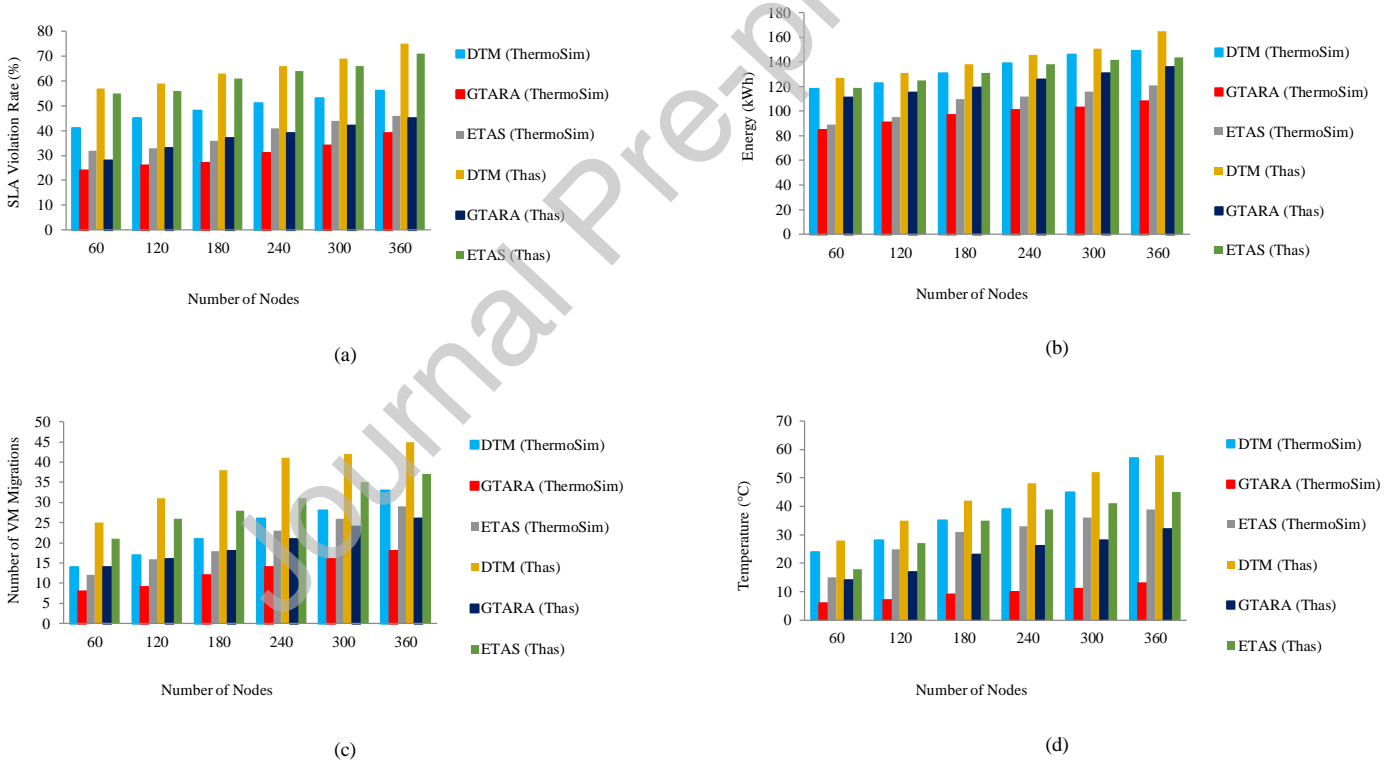 SLA Violation Rate (%)
80
70
60
50
40
30
20
10
0
60 120 180 240 300 360
Number of Nodes
DTM (ThermoSim)
GTARA (ThermoSim)
ETAS (ThermoSim)
DTM (Thas)
GTARA (Thas)
ETAS (Thas)
(a)
Energy (kWh)
180
160
140
120
100
80
60
40
20
0
60 120 180 240 300 360
Number of Nodes
DTM (ThermoSim)
GTARA (ThermoSim)
ETAS (ThermoSim)
DTM (Thas)
GTARA (Thas)
ETAS (Thas)
(b)
Number of VM Migrations
50
45
40
35
30
25
20
15
10
5
0
60 120 180 240 300 360
Number of Nodes
DTM (ThermoSim)
GTARA (ThermoSim)
ETAS (ThermoSim)
DTM (Thas)
GTARA (Thas)
ETAS (Thas)
(c)
Temperature (°C)
70
60
50
40
30
20
10
0
60 120 180 240 300 360
Number of Nodes
DTM (ThermoSim)
GTARA (ThermoSim)
ETAS (ThermoSim)
DTM (Thas)
GTARA (Thas)
ETAS (Thas)
(d)
Journal Pre-p